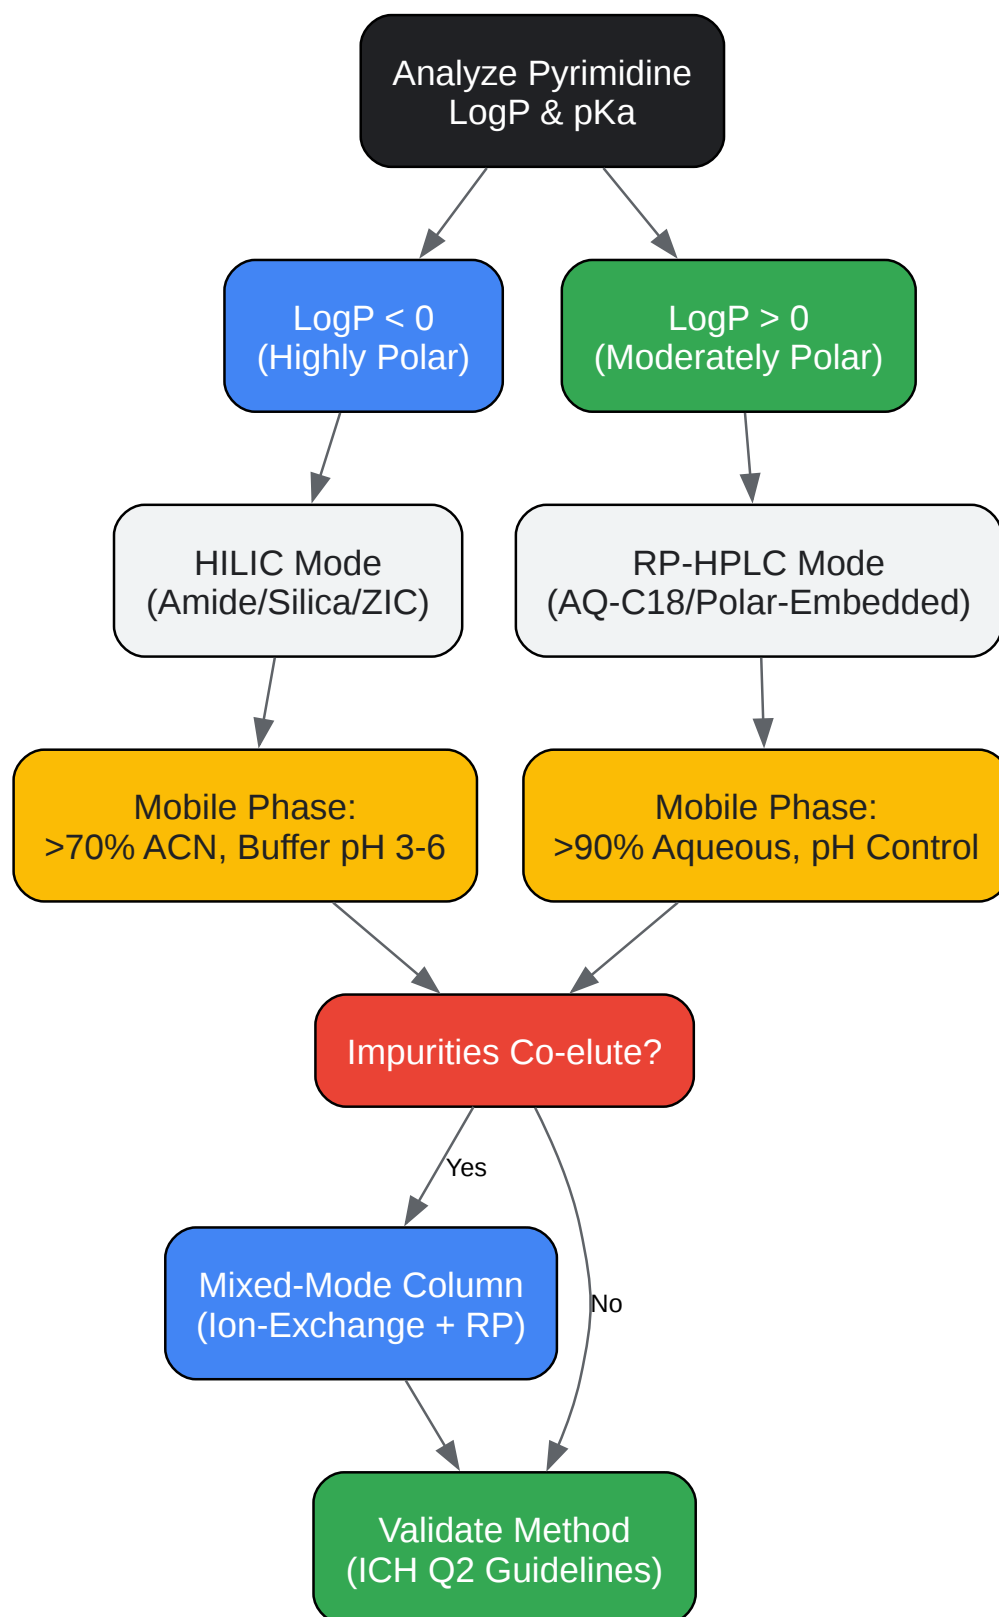 Analyze Pyrimidine
LogP & pKa
LogP < 0
(Highly Polar)
LogP > 0
(Moderately Polar)
HILIC Mode
(Amide/Silica/ZIC)
RP-HPLC Mode
(AQ-C18/Polar-Embedded)
Mobile Phase:
>70% ACN, Buffer pH 3-6
Mobile Phase:
>90% Aqueous, pH Control
Impurities Co-elute?
Yes
Mixed-Mode Column
(Ion-Exchange + RP)
No
Validate Method
(ICH Q2 Guidelines)